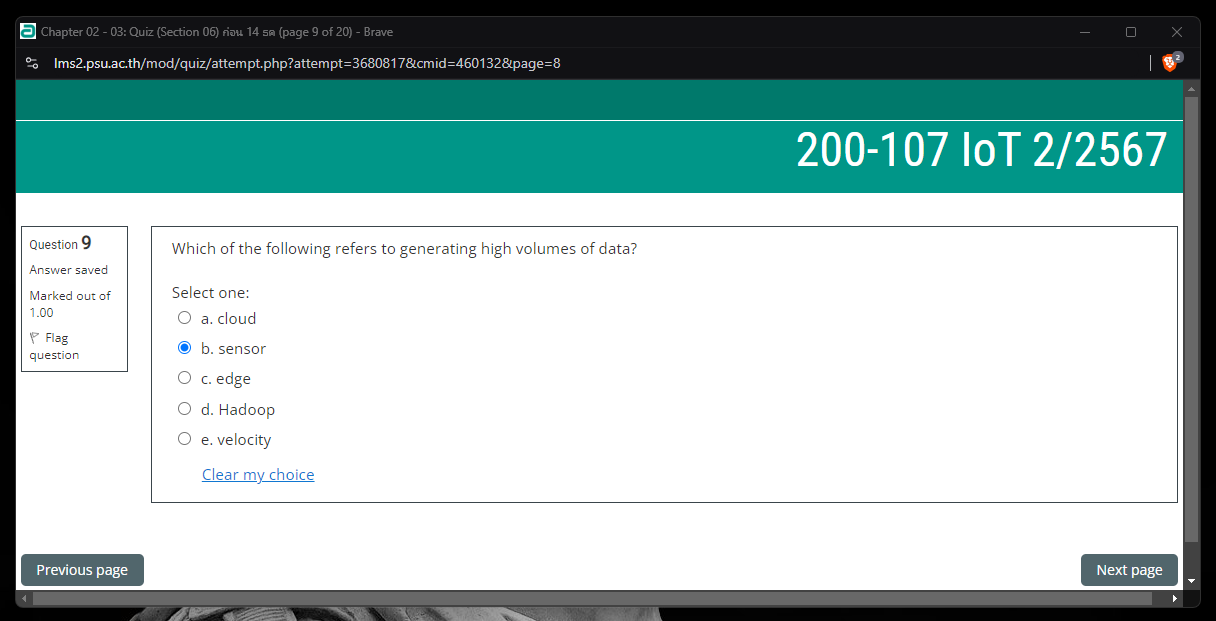 Chapter 02 - 03: Quiz (Section 06) ก่อน 14 ธค (page 9 of 20) - Brave
lms2.psu.ac.th/mod/quiz/attempt.php?attempt=3680817&cmid=460132&page=8
2
200-107 IoT 2/2567
Question 9
Answer saved
Marked out of
1.00
Flag
question
Which of the following refers to generating high volumes of data?
Select one:
a. cloud
b. sensor
c. edge
d. Hadoop
e. velocity
Clear my choice
Previous page
Next page